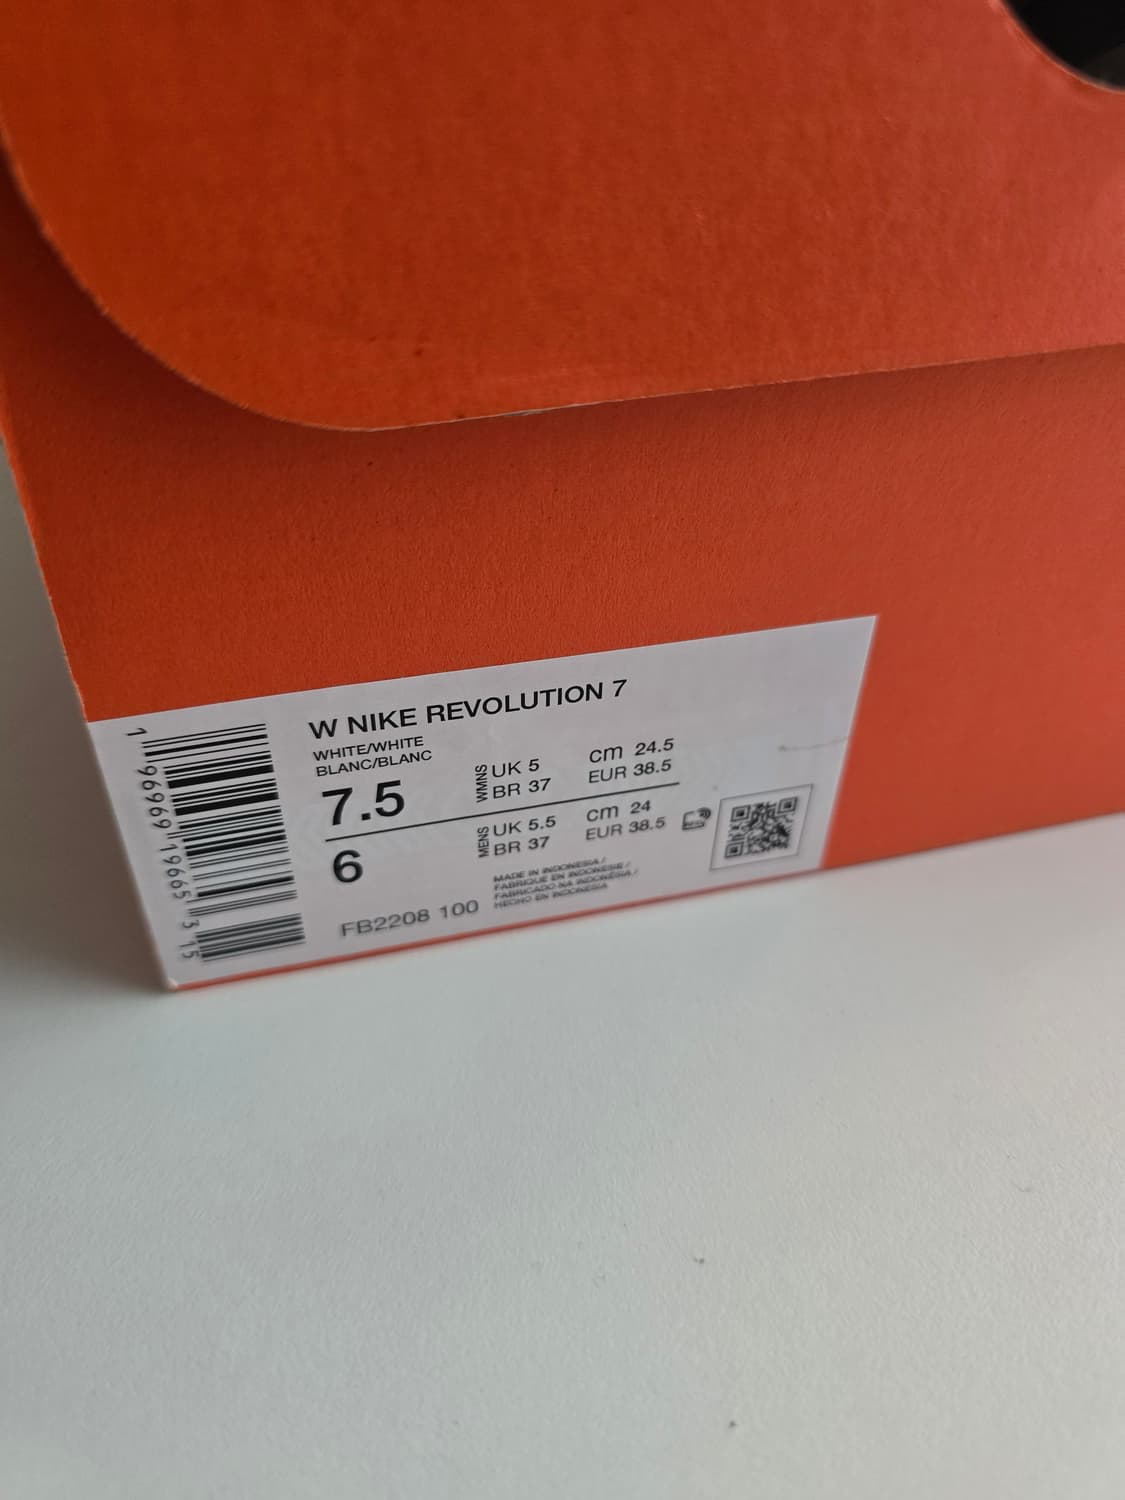 W NIKE REVOLUTION 7
WHITE/WHITE
BLANC/BLANC
7.5
WMNS
UK 5
BR 37
cm 24.5
EUR 38.5
6
MENS
UK 5.5
BR 37
cm 24
EUR 38.5
MADE IN INDONESIA /
FABRIQUÉ EN INDONÉSIE /
FABRICADO NA INDONÉSIA /
HECHO EN INDONESIA
FB2208 100
1 96969 19665 3 15